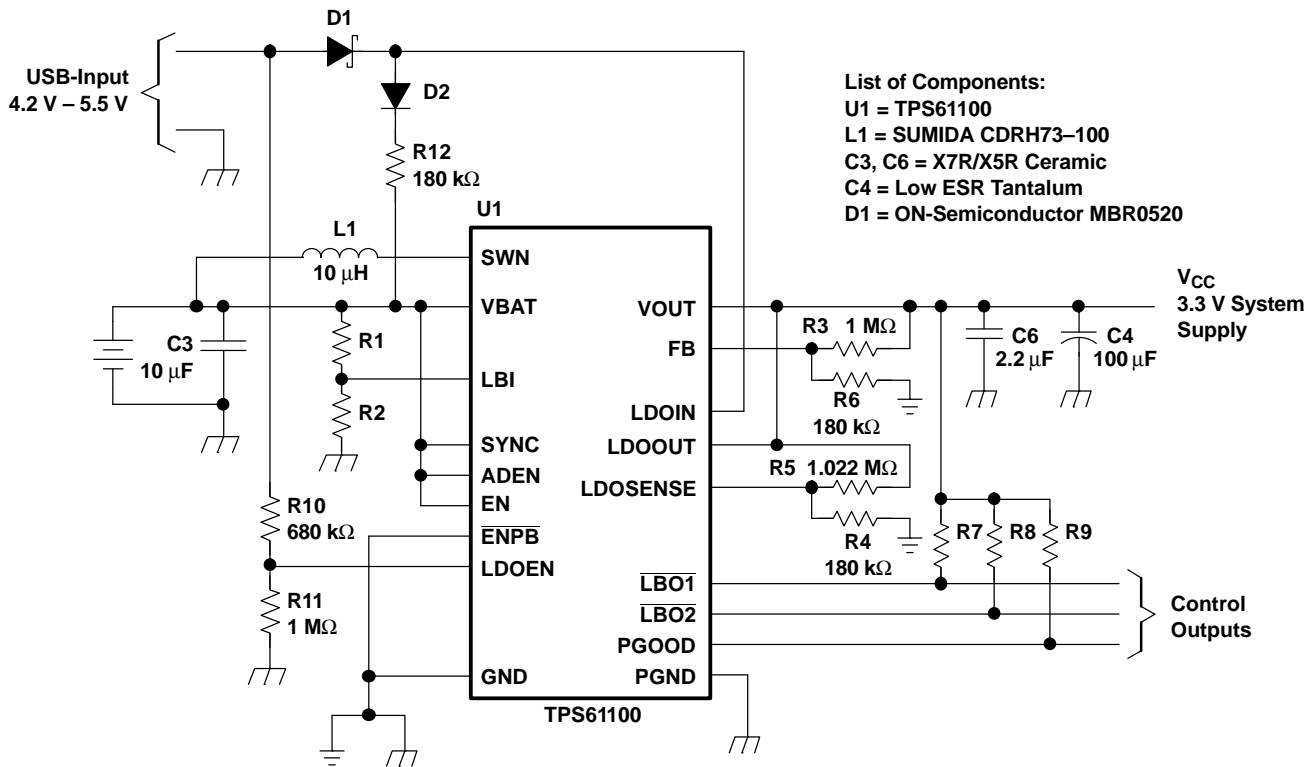 D1
USB-Input
4.2 V – 5.5 V
D2
R12
180 kΩ
List of Components:
U1 = TPS61100
L1 = SUMIDA CDRH73–100
C3, C6 = X7R/X5R Ceramic
C4 = Low ESR Tantalum
D1 = ON-Semiconductor MBR0520
U1
L1
10 μH
SWN
VBAT
C3
10 μF
R1
R2
LBI
SYNC
ADEN
EN
ENPB
LDOEN
GND
R10
680 kΩ
R11
1 MΩ
VOUT
FB
LDOIN
LDOOUT
LDOSENSE
LBO1
LBO2
PGOOD
PGND
TPS61100
R3
1 MΩ
R6
180 kΩ
R5
1.022 MΩ
R4
180 kΩ
C6
2.2 μF
C4
100 μF
VCC
3.3 V System
Supply
R7
R8
R9
Control
Outputs